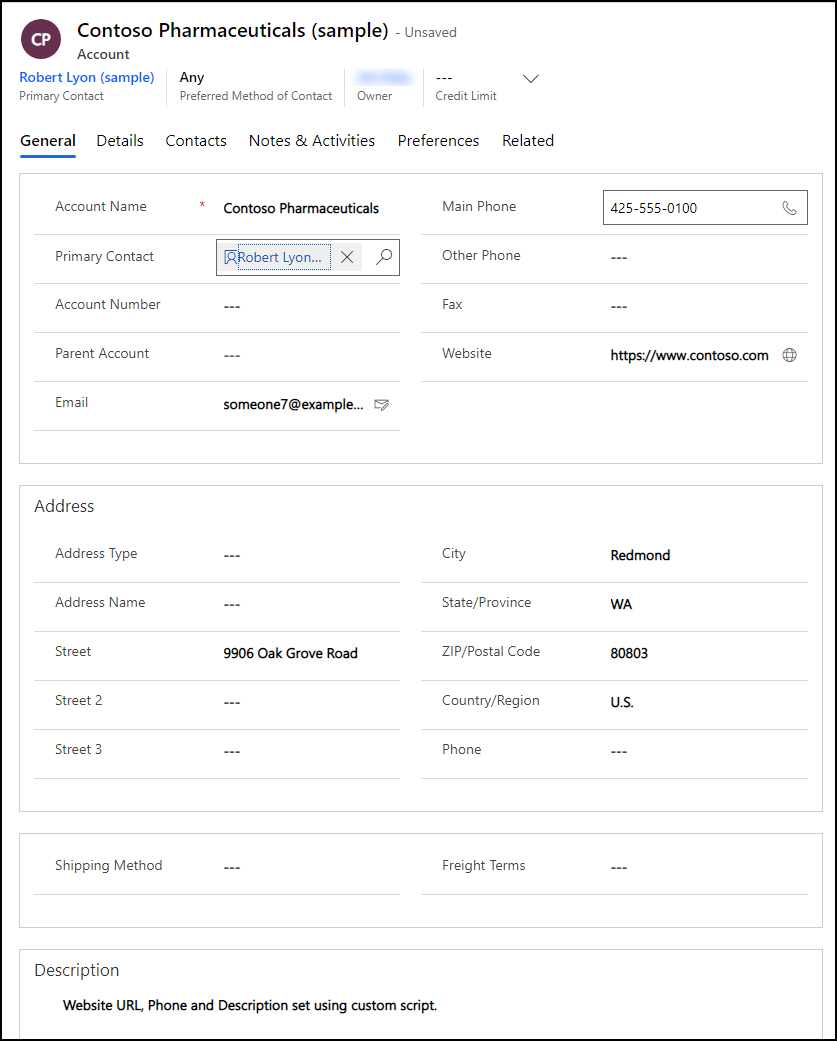 CP
Contoso Pharmaceuticals (sample) - Unsaved
Account
Robert Lyon (sample)
Primary Contact
Any
Preferred Method of Contact
Owner
---
Credit Limit
General Details Contacts Notes & Activities Preferences Related
Account Name * Contoso Pharmaceuticals
Primary Contact Robert Lyon...
Account Number ---
Parent Account ---
Email someone7@example...
Main Phone 425-555-0100
Other Phone ---
Fax ---
Website https://www.contoso.com
Address
Address Type ---
Address Name ---
Street 9906 Oak Grove Road
Street 2 ---
Street 3 ---
City Redmond
State/Province WA
ZIP/Postal Code 80803
Country/Region U.S.
Phone ---
Shipping Method ---
Freight Terms ---
Description
Website URL, Phone and Description set using custom script.